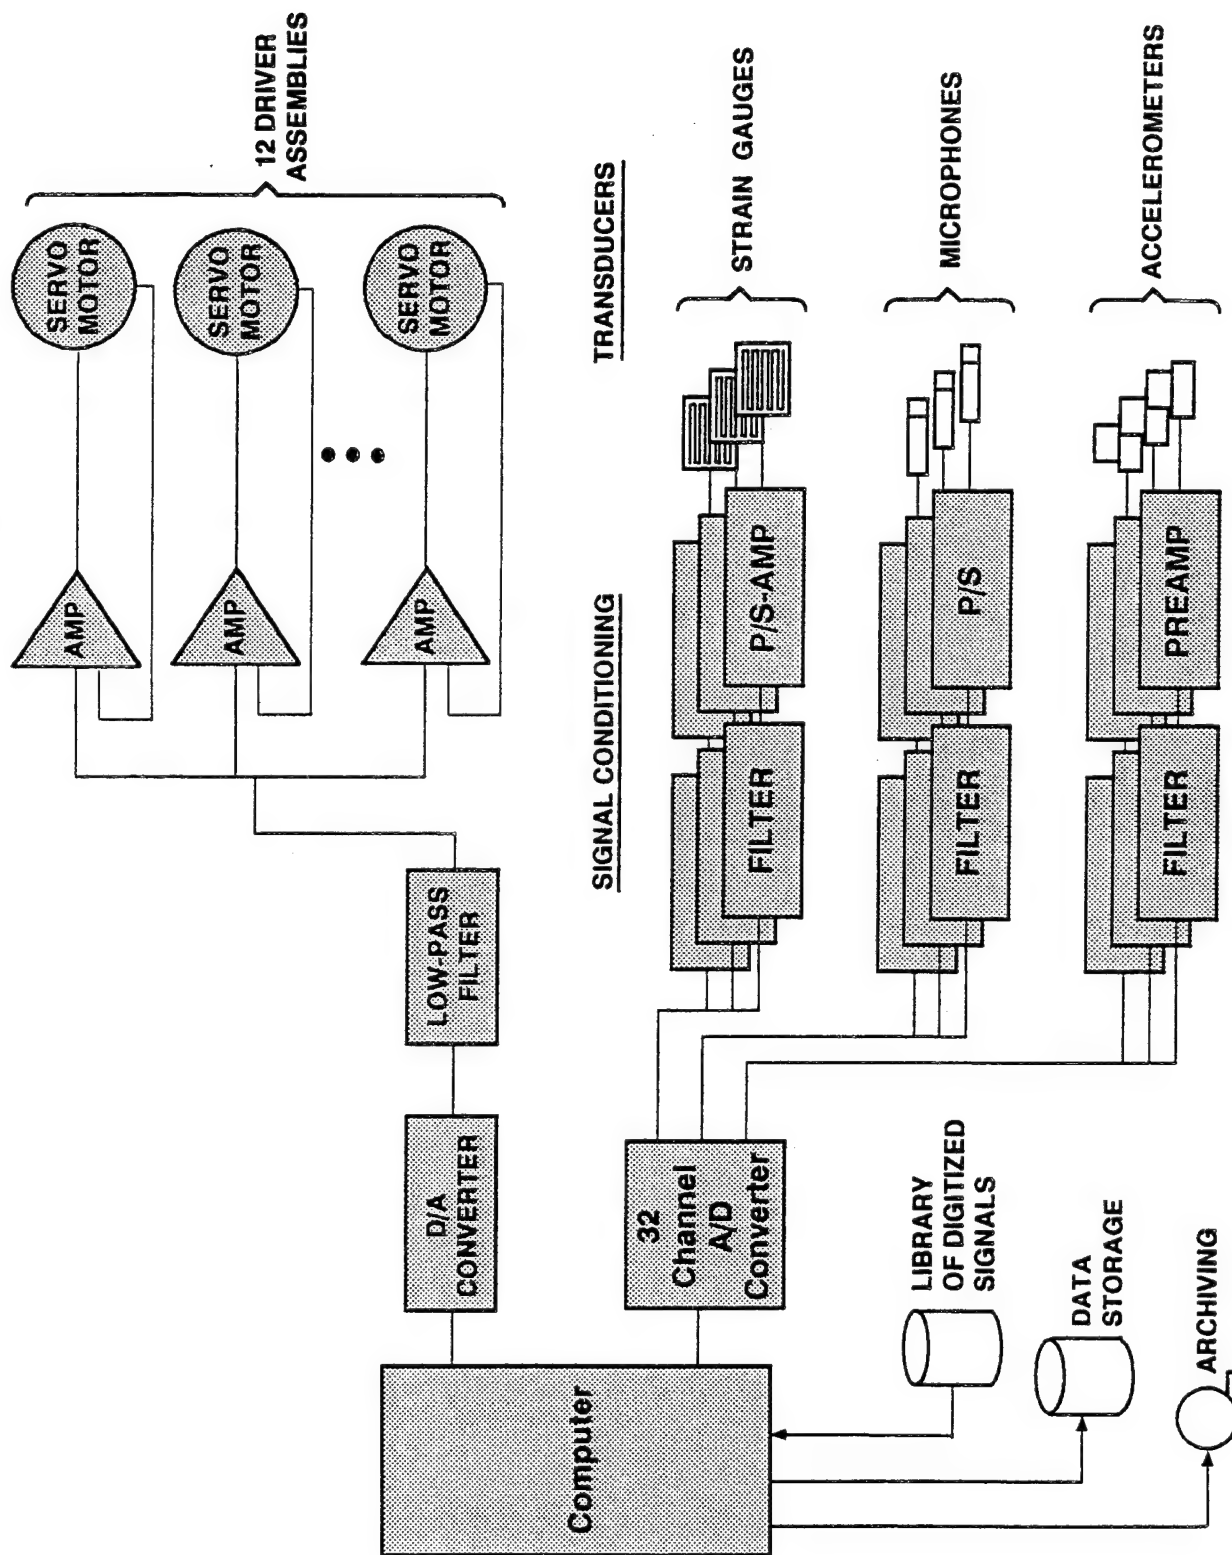 12 DRIVER
ASSEMBLIES
SERVO
MOTOR
SERVO
MOTOR
SERVO
MOTOR
AMP
AMP
AMP
LOW-PASS
FILTER
D/A
CONVERTER
Computer
32
Channel
A/D
Converter
SIGNAL CONDITIONING
TRANSDUCERS
FILTER
P/S-AMP
STRAIN GAUGES
FILTER
P/S
MICROPHONES
FILTER
PREAMP
ACCELEROMETERS
LIBRARY
OF DIGITIZED
SIGNALS
DATA
STORAGE
ARCHIVING